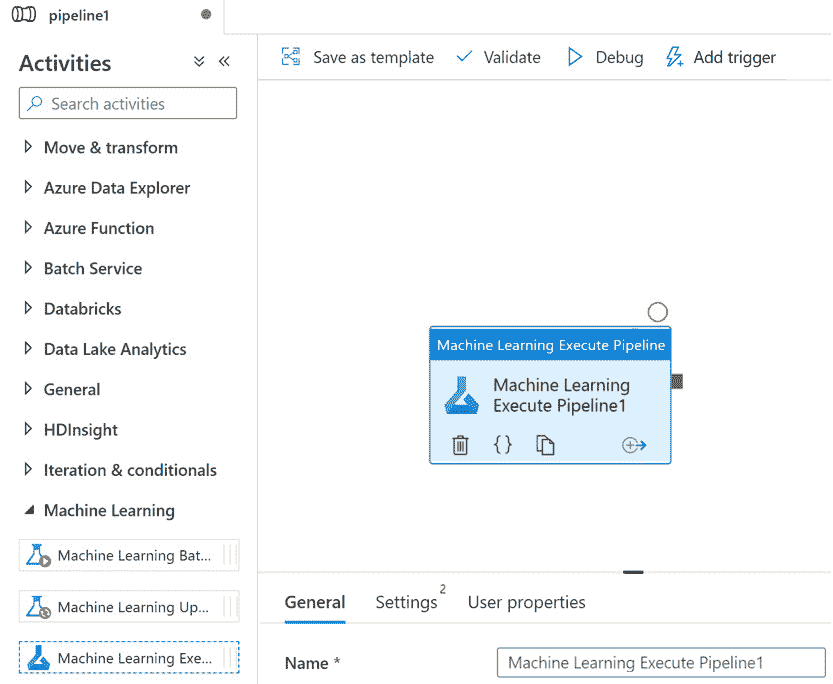 pipeline1
Activities
Search activities
Move & transform
Azure Data Explorer
Azure Function
Batch Service
Databricks
Data Lake Analytics
General
HDInsight
Iteration & conditionals
Machine Learning
Machine Learning Bat...
Machine Learning Up...
Machine Learning Exe...
Save as template
Validate
Debug
Add trigger
Machine Learning Execute Pipeline
Machine Learning
Execute Pipeline1
{}
General
Settings 2
User properties
Name *
Machine Learning Execute Pipeline1